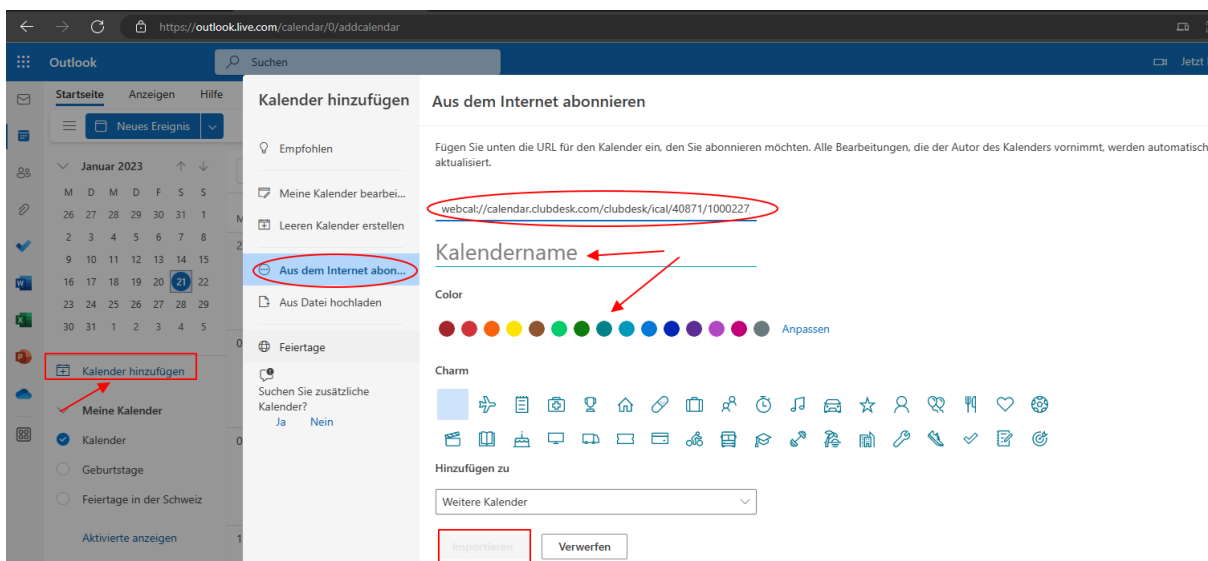 https://outlook.live.com/calendar/0/addcalendar
Outlook
Suchen
Jetzt
Startseite Anzeigen Hilfe
Neues Ereignis
Januar 2023
M D M D F S S
26 27 28 29 30 31 1
2 3 4 5 6 7 8
9 10 11 12 13 14 15
16 17 18 19 20 21 22
23 24 25 26 27 28 29
30 31 1 2 3 4 5
Kalender hinzufügen
Meine Kalender
Kalender
Geburtstage
Feiertage in der Schweiz
Aktivierte anzeigen
Kalender hinzufügen
Empfohlen
Meine Kalender bearbei...
Leeren Kalender erstellen
Aus dem Internet abon...
Aus Datei hochladen
Feiertage
Suchen Sie zusätzliche
Kalender?
Ja Nein
Aus dem Internet abonnieren
Fügen Sie unten die URL für den Kalender ein, den Sie abonnieren möchten. Alle Bearbeitungen, die der Autor des Kalenders vornimmt, werden automatisch
aktualisiert.
webcal://calendar.clubdesk.com/clubdesk/ical/40871/1000227
Kalendername
Color
Anpassen
Charm
Hinzufügen zu
Weitere Kalender
Importieren Verwerfen